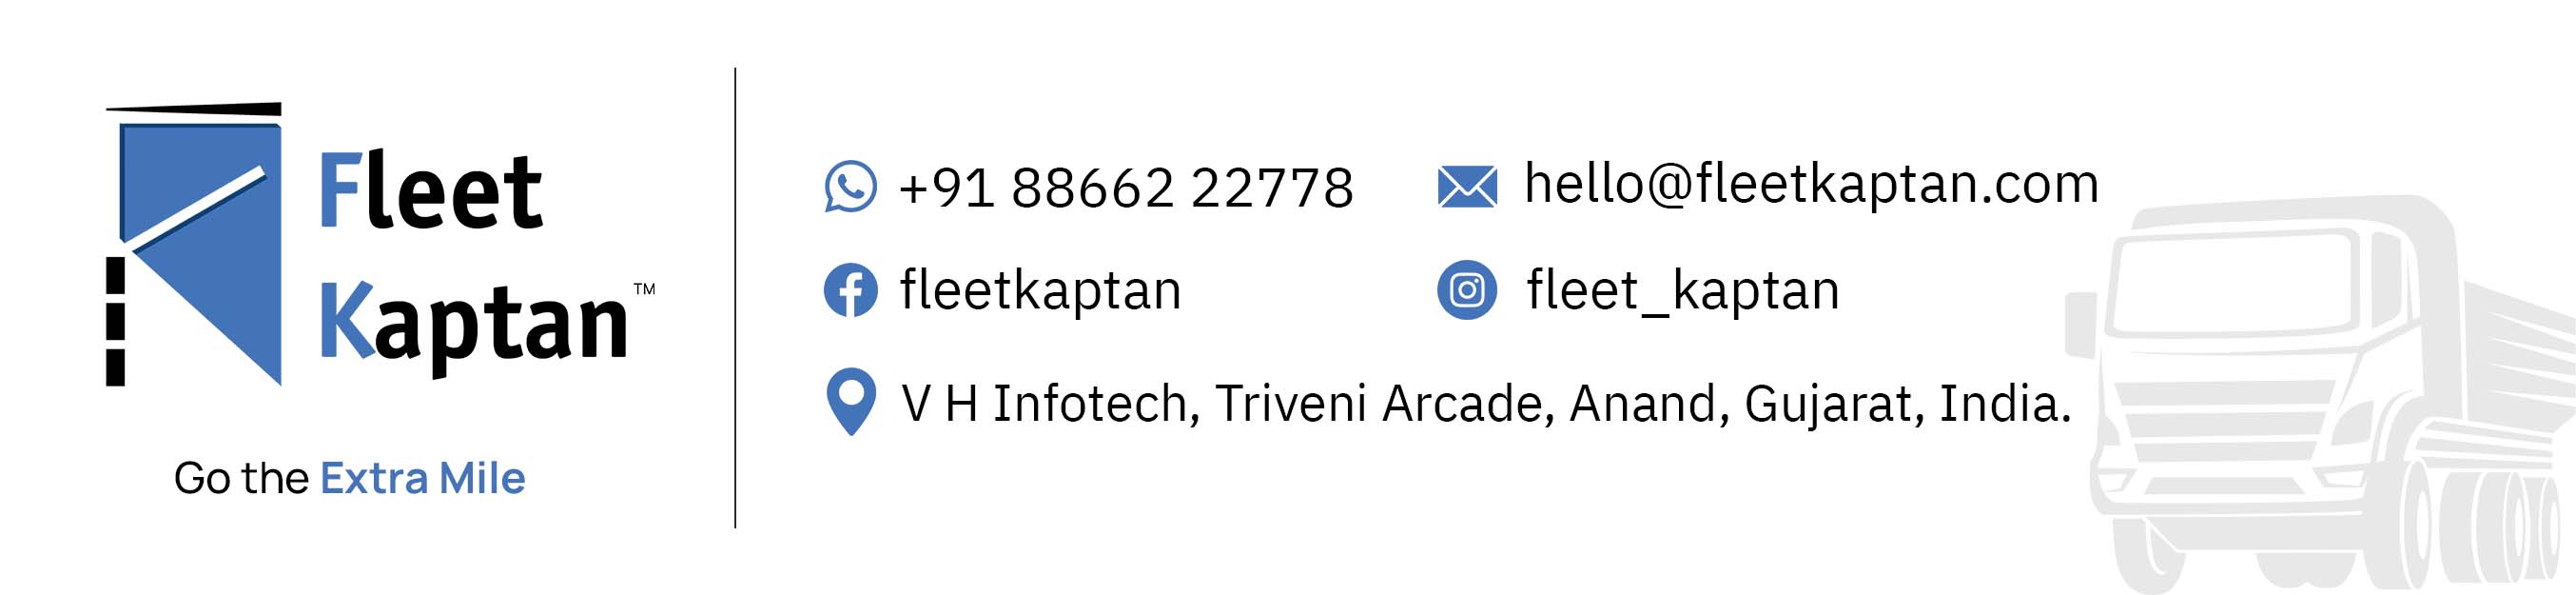 Fleet
Kaptan™
Go the Extra Mile
+91 88662 22778
hello@fleetkaptan.com
fleetkaptan
fleet_kaptan
V H Infotech, Triveni Arcade, Anand, Gujarat, India.